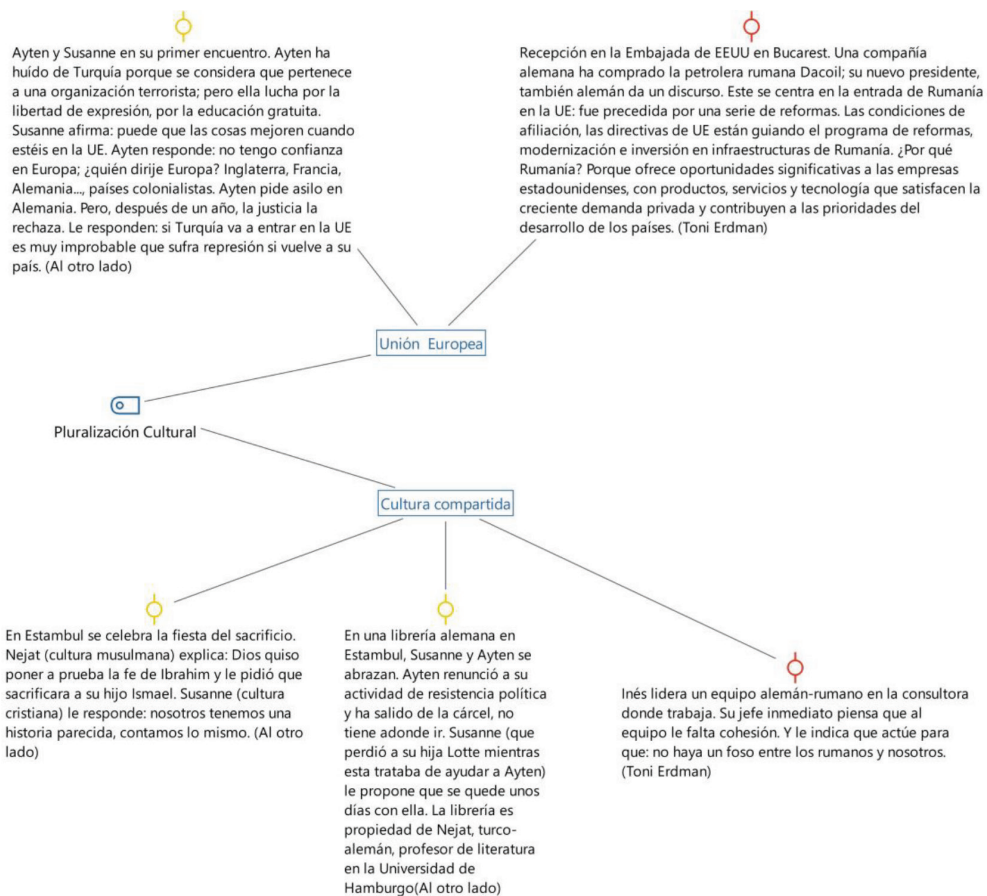 Ayten y Susanne en su primer encuentro. Ayten ha
huído de Turquía porque se considera que pertenece
a una organización terrorista; pero ella lucha por la
libertad de expresión, por la educación gratuita.
Susanne afirma: puede que las cosas mejoren cuando
estéis en la UE. Ayten responde: no tengo confianza
en Europa; ¿quién dirije Europa? Inglaterra, Francia,
Alemania..., países colonialistas. Ayten pide asilo en
Alemania. Pero, después de un año, la justicia la
rechaza. Le responden: si Turquía va a entrar en la UE
es muy improbable que sufra represión si vuelve a su
país. (Al otro lado)
Recepción en la Embajada de EEUU en Bucarest. Una compañía
alemana ha comprado la petrolera rumana Dacoil; su nuevo presidente,
también alemán da un discurso. Este se centra en la entrada de Rumanía
en la UE: fue precedida por una serie de reformas. Las condiciones de
afiliación, las directivas de UE están guiando el programa de reformas,
modernización e inversión en infraestructuras de Rumanía. ¿Por qué
Rumanía? Porque ofrece oportunidades significativas a las empresas
estadounidenses, con productos, servicios y tecnología que satisfacen la
creciente demanda privada y contribuyen a las prioridades del
desarrollo de los países. (Toni Erdman)
Unión Europea
Pluralización Cultural
Cultura compartida
En Estambul se celebra la fiesta del sacrificio.
Nejat (cultura musulmana) explica: Dios quiso
poner a prueba la fe de Ibrahim y le pidió que
sacrificara a su hijo Ismael. Susanne (cultura
cristiana) le responde: nosotros tenemos una
historia parecida, contamos lo mismo. (Al otro
lado)
En una librería alemana en
Estambul, Susanne y Ayten se
abrazan. Ayten renunció a su
actividad de resistencia política
y ha salido de la cárcel, no
tiene adonde ir. Susanne (que
perdió a su hija Lotte mientras
esta trataba de ayudar a Ayten)
le propone que se quede unos
días con ella. La librería es
propiedad de Nejat, turco-
alemán, profesor de literatura
en la Universidad de
Hamburgo(Al otro lado)
Inés lidera un equipo alemán-rumano en la consultora
donde trabaja. Su jefe inmediato piensa que al
equipo le falta cohesión. Y le indica que actúe para
que: no haya un foso entre los rumanos y nosotros.
(Toni Erdman)